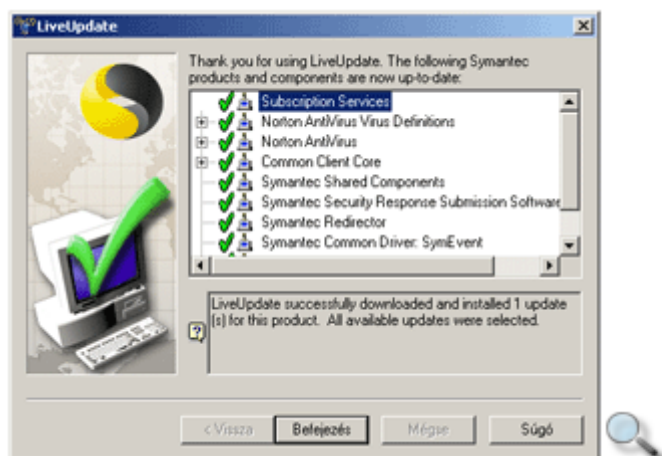 LiveUpdate
Thank you for using LiveUpdate. The following Symantec
products and components are now up-to-date:
Subscription Services
Norton AntiVirus Virus Definitions
Norton AntiVirus
Common Client Core
Symantec Shared Components
Symantec Security Response Submission Software
Symantec Redirector
Symantec Common Driver: SymEvent
LiveUpdate successfully downloaded and installed 1 update
(s) for this product. All available updates were selected.
< Vissza
Befejezés
Mégse
Súgó